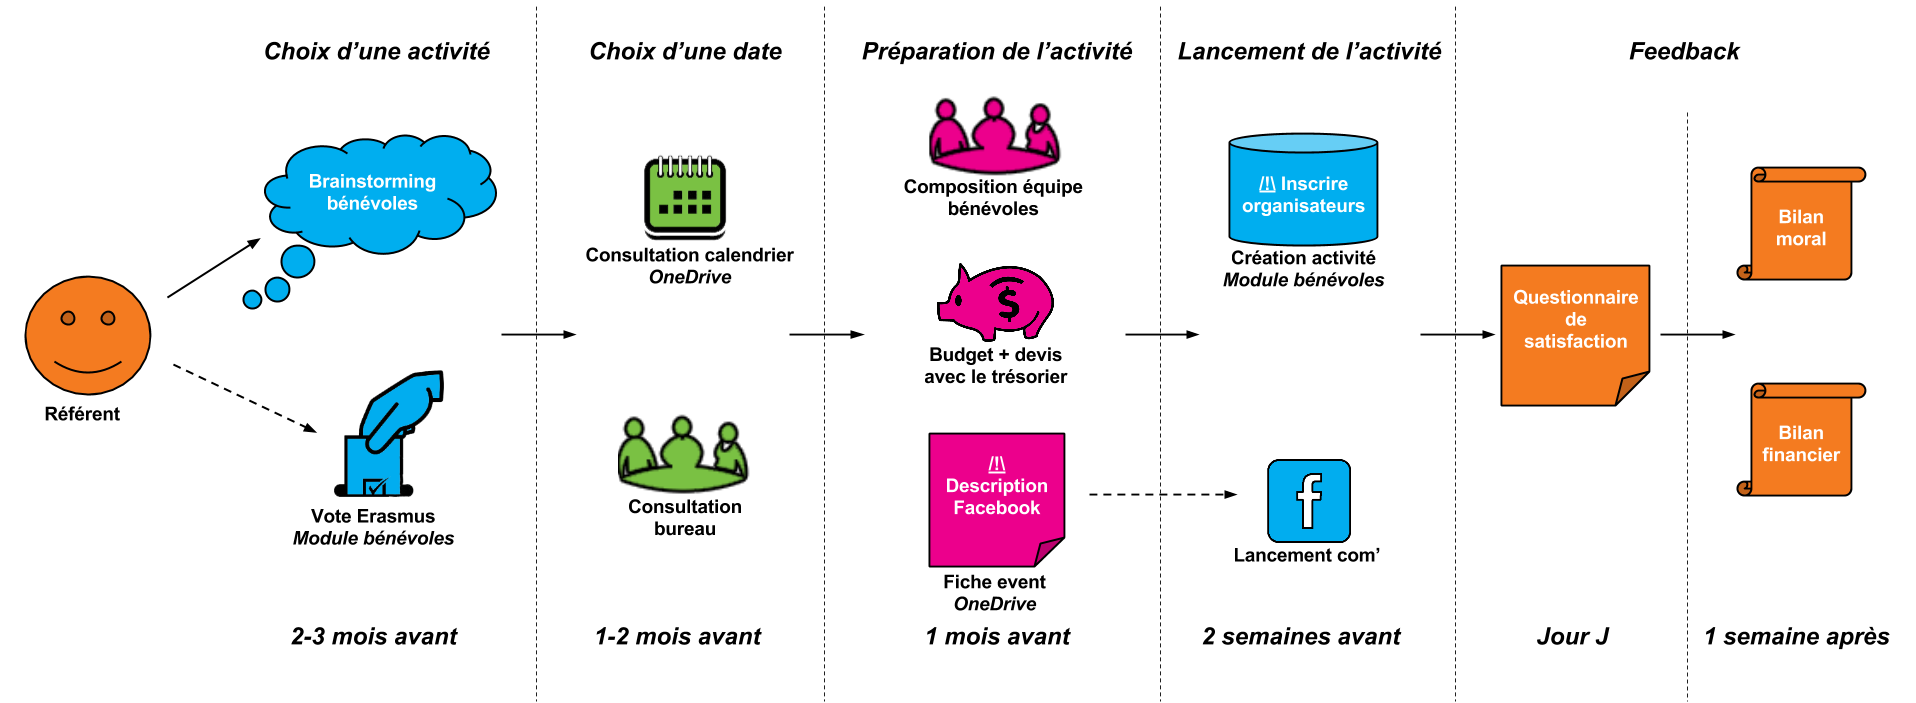 Choix d’une activité
Choix d’une date
Préparation de l’activité
Lancement de l’activité
Feedback
Référent
Brainstorming
bénévoles
Vote Erasmus
Module bénévoles
2-3 mois avant
Consultation calendrier
OneDrive
Consultation
bureau
1-2 mois avant
Composition équipe
bénévoles
$
Budget + devis
avec le trésorier
/!\
Description
Facebook
Fiche event
OneDrive
1 mois avant
/!\ Inscrire
organisateurs
Création activité
Module bénévoles
f
Lancement com’
2 semaines avant
Questionnaire
de
satisfaction
Jour J
Bilan
moral
Bilan
financier
1 semaine après